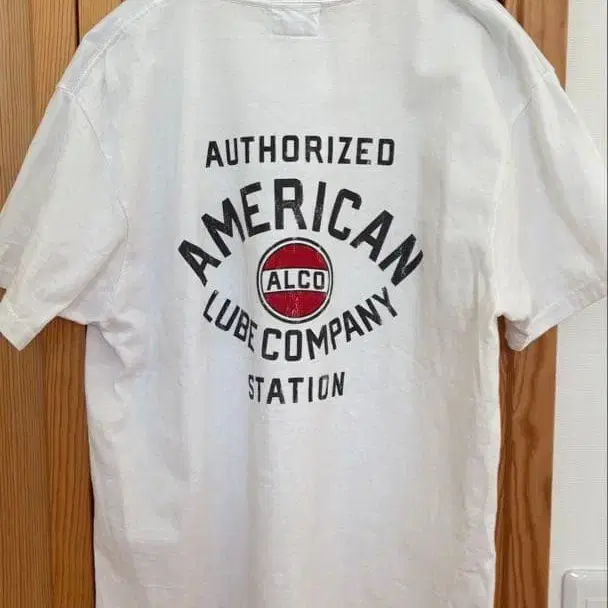 AUTHORIZED
AMERICAN
ALCO
LUBE COMPANY
STATION